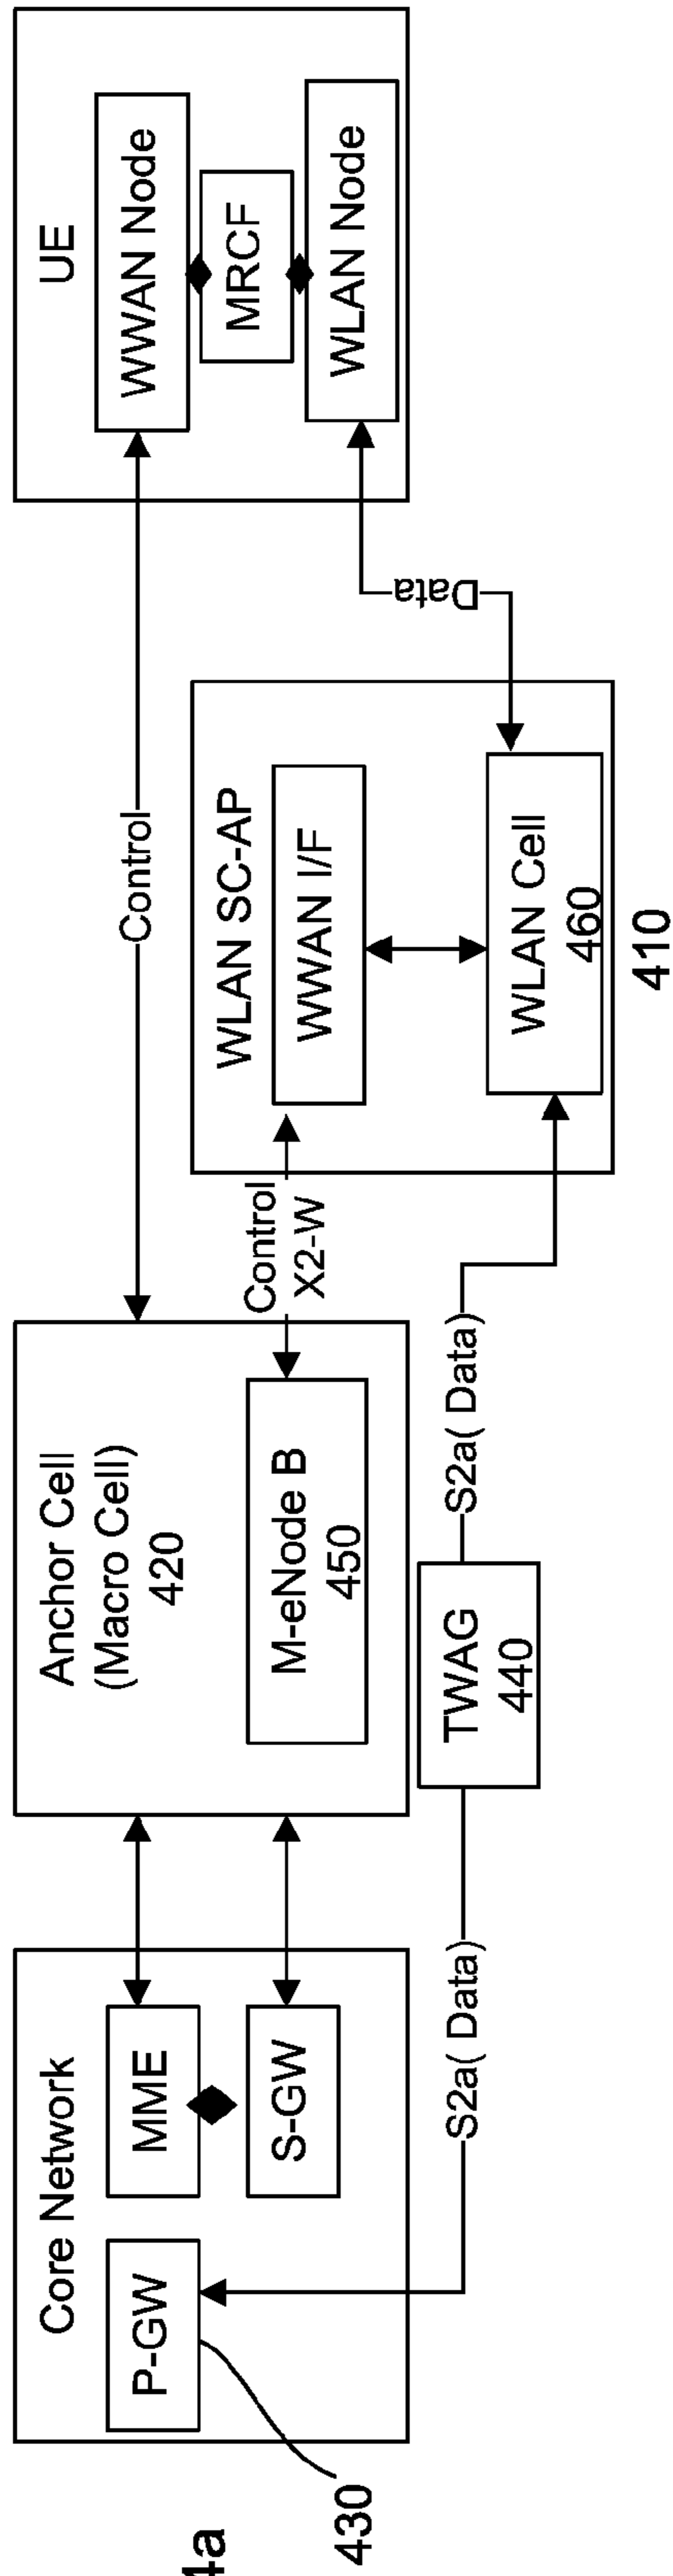 Core Network
P-GW
MME
S-GW
430
Anchor Cell
(Macro Cell)
420
M-eNode B
450
S2a( Data)
TWAG
440
S2a( Data)
Control
Control
X2-W
WLAN SC-AP
WWAN I/F
WLAN Cell
460
410
Data
UE
WWAN Node
MRCF
WLAN Node
4a